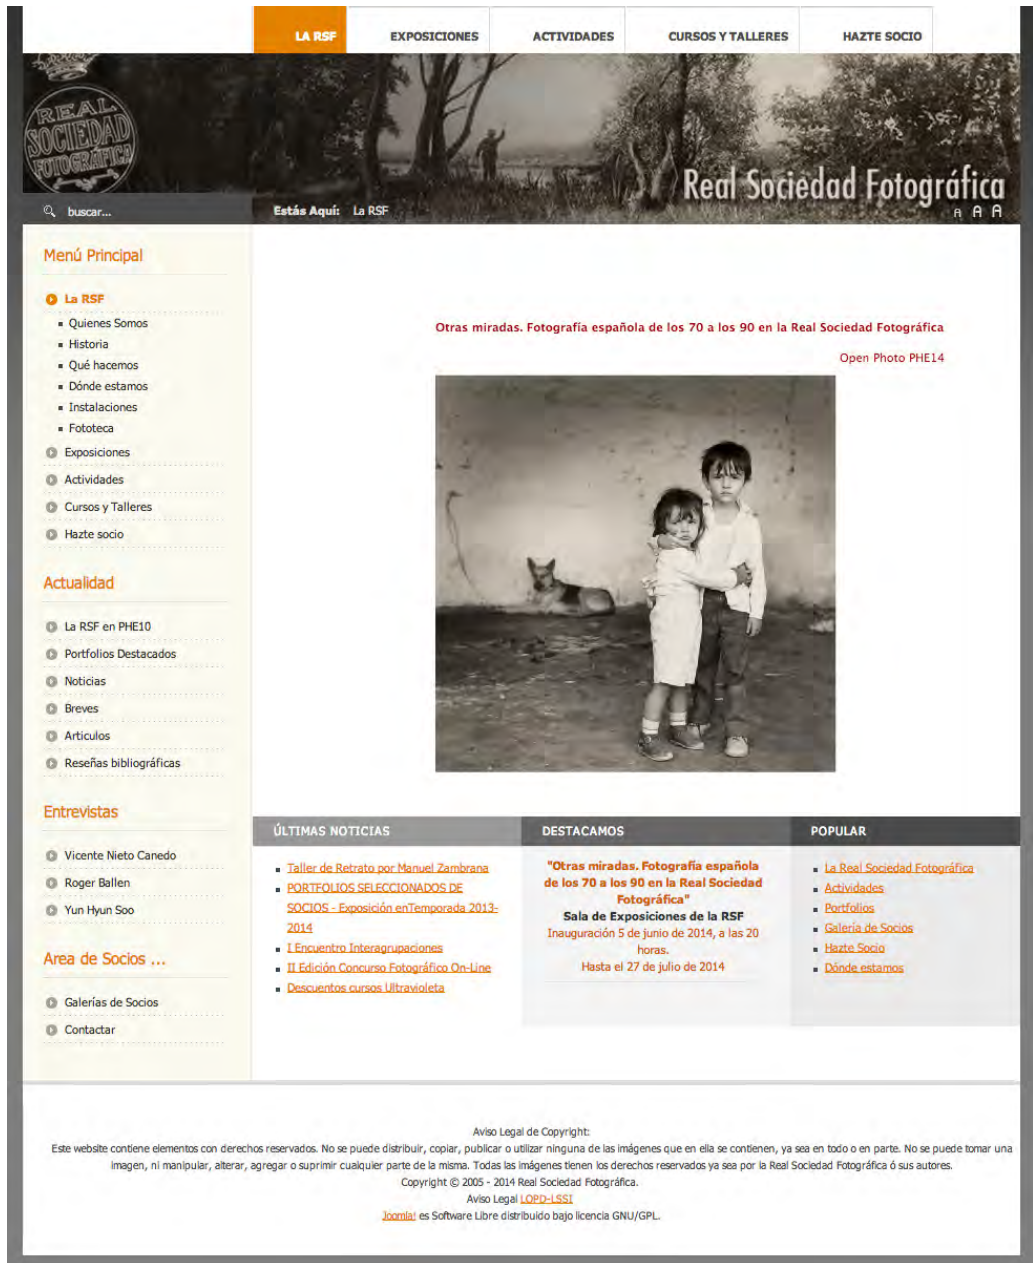 LA RSF
EXPOSICIONES
ACTIVIDADES
CURSOS Y TALLERES
HAZTE SOCIO
REAL
SOCIEDAD
FOTOGRÁFICA
Real Sociedad Fotográfica
buscar...
Estás Aquí: La RSF
A A A
Menú Principal
La RSF
Quienes Somos
Historia
Qué hacemos
Dónde estamos
Instalaciones
Fototeca
Exposiciones
Actividades
Cursos y Talleres
Hazte socio
Actualidad
La RSF en PHE10
Portfolios Destacados
Noticias
Breves
Articulos
Reseñas bibliográficas
Entrevistas
Vicente Nieto Canedo
Roger Ballen
Yun Hyun Soo
Area de Socios ...
Galerías de Socios
Contactar
Otras miradas. Fotografía española de los 70 a los 90 en la Real Sociedad Fotográfica
Open Photo PHE14
ÚLTIMAS NOTICIAS
Taller de Retrato por Manuel Zambrana
PORTFOLIOS SELECCIONADOS DE
SOCIOS - Exposición enTemporada 2013-
2014
I Encuentro Interagrupaciones
II Edición Concurso Fotográfico On-Line
Descuentos cursos Ultravioleta
DESTACAMOS
"Otras miradas. Fotografía española
de los 70 a los 90 en la Real Sociedad
Fotográfica"
Sala de Exposiciones de la RSF
Inauguración 5 de junio de 2014, a las 20
horas.
Hasta el 27 de julio de 2014
POPULAR
La Real Sociedad Fotográfica
Actividades
Portfolios
Galeria de Socios
Hazte Socio
Dónde estamos
Aviso Legal de Copyright:
Este website contiene elementos con derechos reservados. No se puede distribuir, copiar, publicar o utilizar ninguna de las imágenes que en ella se contienen, ya sea en todo o en parte. No se puede tomar una
imagen, ni manipular, alterar, agregar o suprimir cualquier parte de la misma. Todas las imágenes tienen los derechos reservados ya sea por la Real Sociedad Fotográfica ó sus autores.
Copyright © 2005 - 2014 Real Sociedad Fotográfica.
Aviso Legal LOPD-LSSI
Joomla! es Software Libre distribuido bajo licencia GNU/GPL.